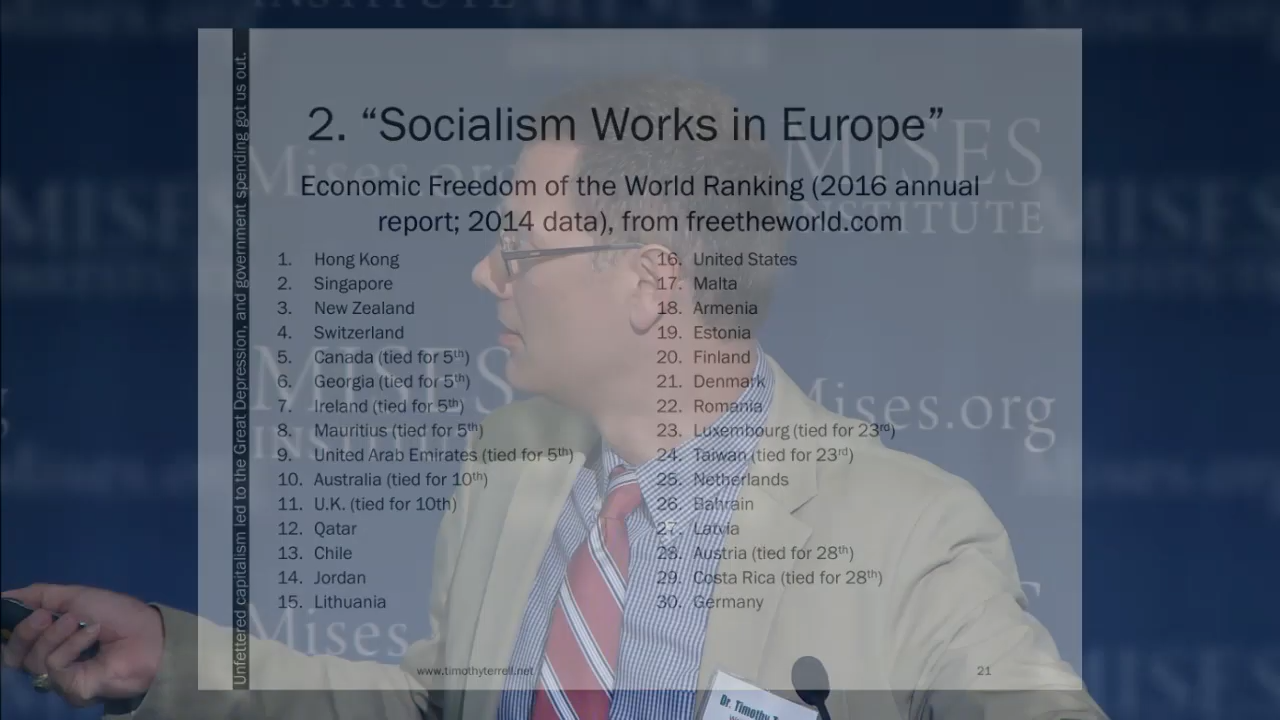 INSTITUTE
Mises.org
MISES
INSTITUTE
Unfettered capitalism led to the Great Depression, and government spending got us out.
2. “Socialism Works in Europe”
Economic Freedom of the World Ranking (2016 annual
report; 2014 data), from freetheworld.com
1. Hong Kong
2. Singapore
3. New Zealand
4. Switzerland
5. Canada (tied for 5th)
6. Georgia (tied for 5th)
7. Ireland (tied for 5th)
8. Mauritius (tied for 5th)
9. United Arab Emirates (tied for 5th)
10. Australia (tied for 10th)
11. U.K. (tied for 10th)
12. Qatar
13. Chile
14. Jordan
15. Lithuania
16. United States
17. Malta
18. Armenia
19. Estonia
20. Finland
21. Denmark
22. Romania
23. Luxembourg (tied for 23rd)
24. Taiwan (tied for 23rd)
25. Netherlands
26. Bahrain
27. Latvia
28. Austria (tied for 28th)
29. Costa Rica (tied for 28th)
30. Germany
MISES
INSTITUTE
Mises.org
Mises
www.timothyterrell.net
21
Dr. Timothy